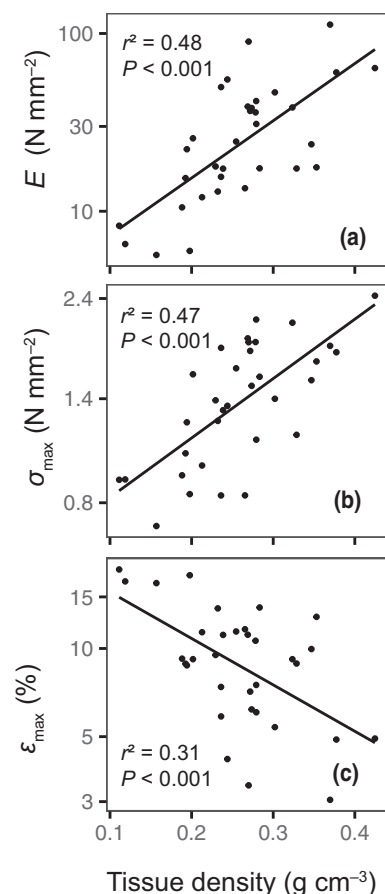 100
30
10
E (N mm⁻²)
r² = 0.48
P < 0.001
(a)
2.4
1.4
0.8
σmax (N mm⁻²)
r² = 0.47
P < 0.001
(b)
15
10
5
3
εmax (%)
r² = 0.31
P < 0.001
(c)
0.1 0.2 0.3 0.4
Tissue density (g cm⁻³)